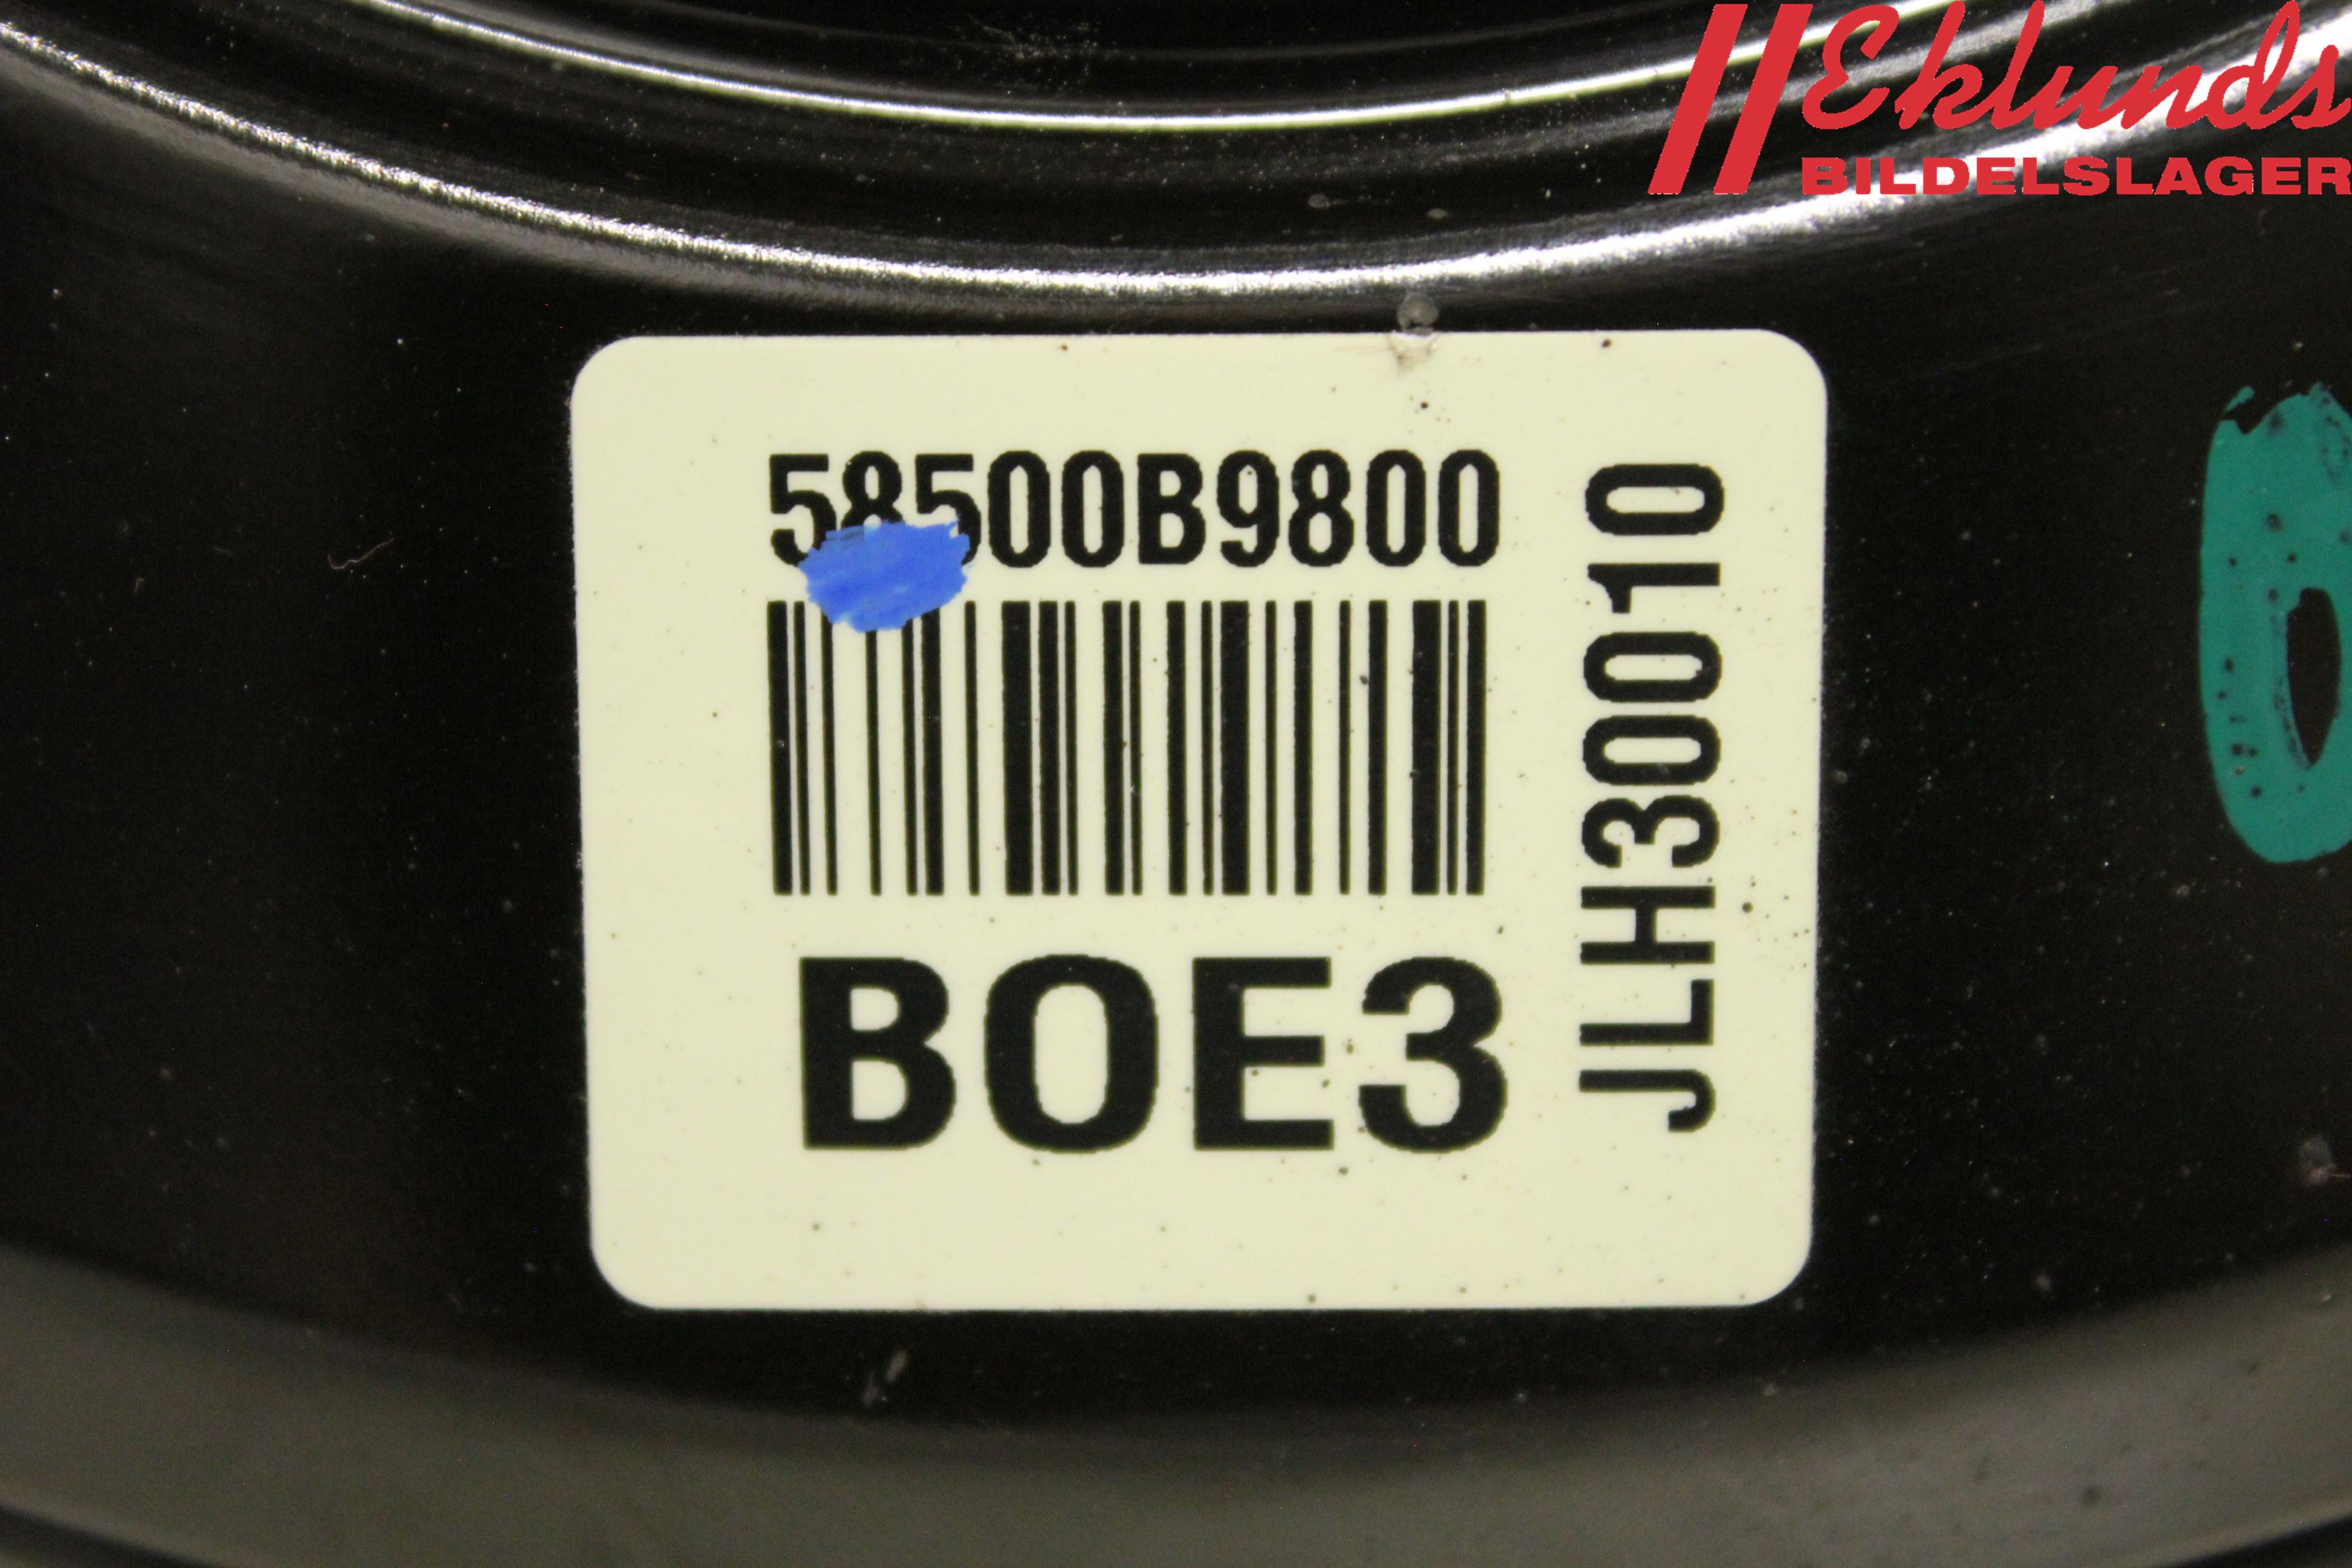 Eklunds
BILDELSLAGER
58500B9800
JLH30010
BOE3